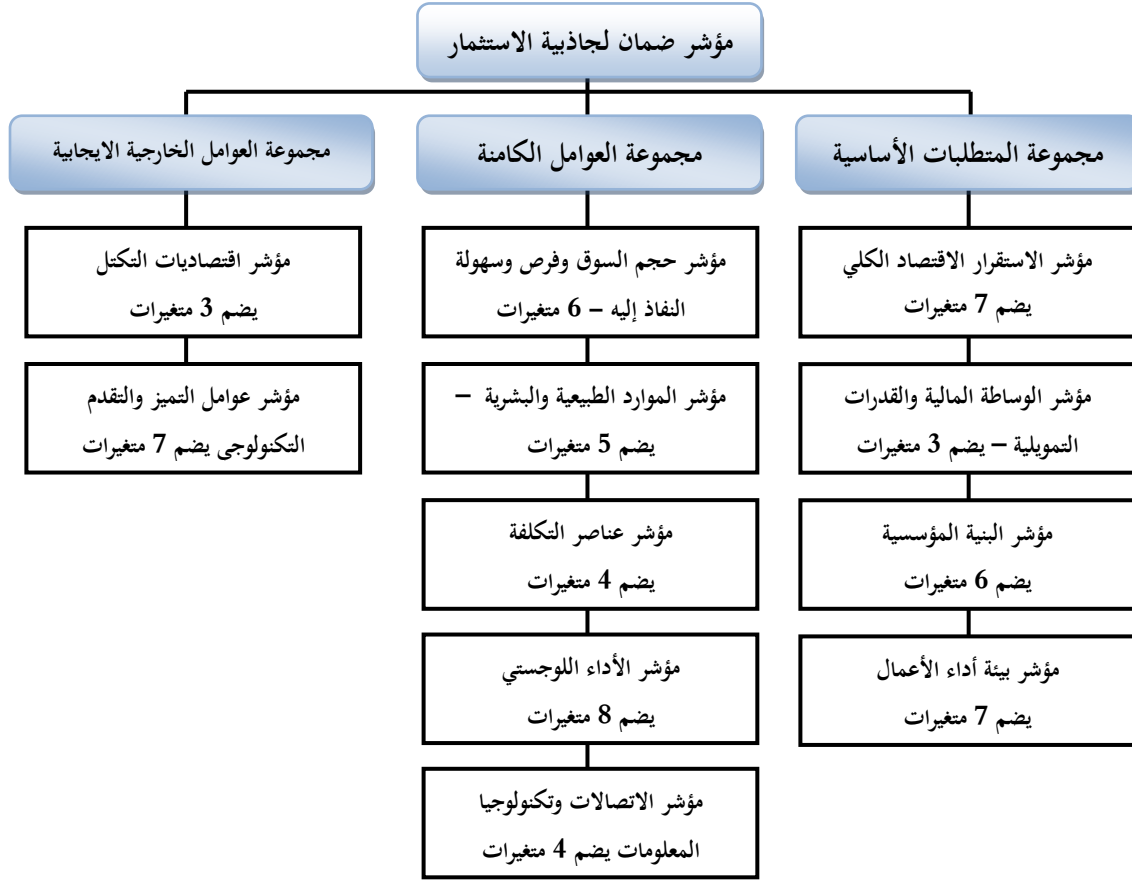 مؤشر ضمان لجاذبية الاستثمار
مجموعة المتطلبات الأساسية
مجموعة العوامل الكامنة
مجموعة العوامل الخارجية الايجابية
مؤشر الاستقرار الاقتصاد الكلي
يضم 7 متغيرات
مؤشر الوساطة المالية والقدرات
التمويلية – يضم 3 متغيرات
مؤشر البنية المؤسسية
يضم 6 متغيرات
مؤشر بيئة أداء الأعمال
يضم 7 متغيرات
مؤشر حجم السوق وفرص وسهولة
النفاذ إليه – 6 متغيرات
مؤشر الموارد الطبيعية والبشرية –
يضم 5 متغيرات
مؤشر عناصر التكلفة
يضم 4 متغيرات
مؤشر الأداء اللوجستي
يضم 8 متغيرات
مؤشر الاتصالات وتكنولوجيا
المعلومات يضم 4 متغيرات
مؤشر اقتصاديات التكتل
يضم 3 متغيرات
مؤشر عوامل التميز والتقدم
التكنولوجى يضم 7 متغيرات